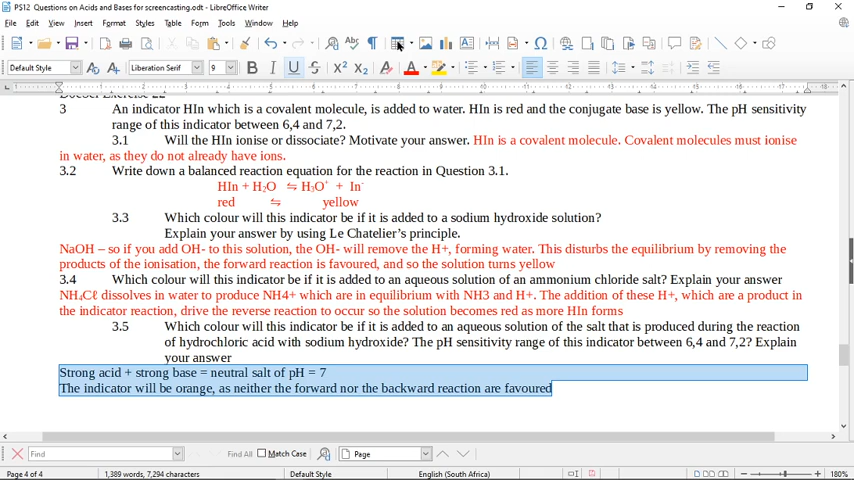 PS12 Questions on Acids and Bases for screencasting.odt - LibreOffice Writer
File Edit View Insert Format Styles Table Form Tools Window Help
Default Style Liberation Serif 9
3 An indicator HIn which is a covalent molecule, is added to water. HIn is red and the conjugate base is yellow. The pH sensitivity
range of this indicator between 6,4 and 7,2.
3.1 Will the HIn ionise or dissociate? Motivate your answer. HIn is a covalent molecule. Covalent molecules must ionise
in water, as they do not already have ions.
3.2 Write down a balanced reaction equation for the reaction in Question 3.1.
HIn + H₂O ⇋ H₃O⁺ + In⁻
red ⇋ yellow
3.3 Which colour will this indicator be if it is added to a sodium hydroxide solution?
Explain your answer by using Le Chatelier's principle.
NaOH – so if you add OH- to this solution, the OH- will remove the H+, forming water. This disturbs the equilibrium by removing the
products of the ionisation, the forward reaction is favoured, and so the solution turns yellow
3.4 Which colour will this indicator be if it is added to an aqueous solution of an ammonium chloride salt? Explain your answer
NH₄Cℓ dissolves in water to produce NH4+ which are in equilibrium with NH3 and H+. The addition of these H+, which are a product in
the indicator reaction, drive the reverse reaction to occur so the solution becomes red as more HIn forms
3.5 Which colour will this indicator be if it is added to an aqueous solution of the salt that is produced during the reaction
of hydrochloric acid with sodium hydroxide? The pH sensitivity range of this indicator between 6,4 and 7,2? Explain
your answer
Strong acid + strong base = neutral salt of pH = 7
The indicator will be orange, as neither the forward nor the backward reaction are favoured
Find Find All Match Case Page
Page 4 of 4 1,389 words, 7,294 characters Default Style English (South Africa) 180%